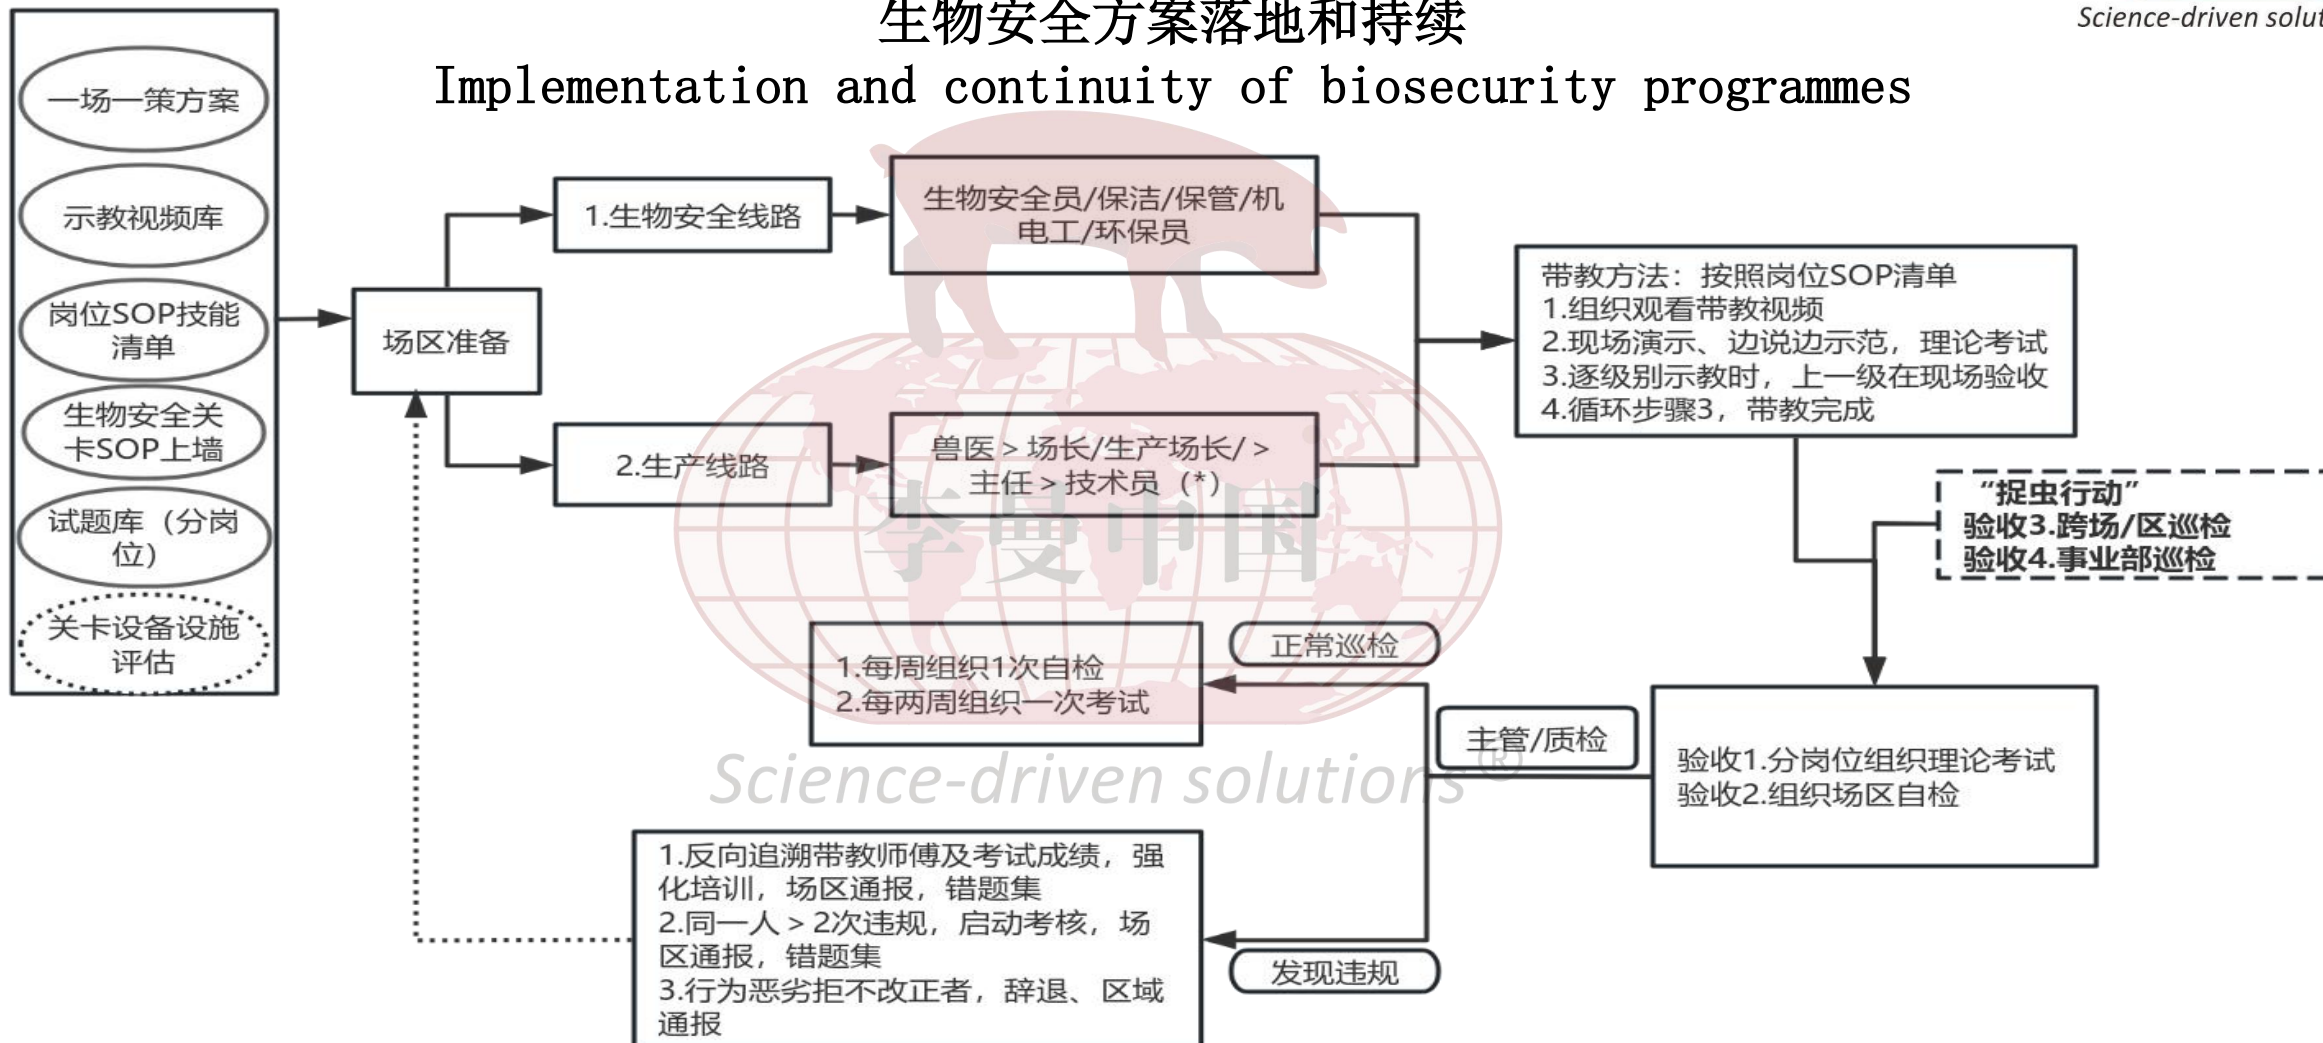 生物安全方案落地和持续
Science-driven solut
Implementation and continuity of biosecurity programmes
一场一策方案
示教视频库
岗位SOP技能
清单
生物安全关
卡SOP上墙
试题库（分岗
位）
关卡设备设施
评估
场区准备
1.生物安全线路
生物安全员/保洁/保管/机
电工/环保员
2.生产线路
兽医＞场长/生产场长/＞
主任＞技术员（*）
带教方法：按照岗位SOP清单
1.组织观看带教视频
2.现场演示、边说边示范，理论考试
3.逐级别示教时，上一级在现场验收
4.循环步骤3，带教完成
“捉虫行动”
验收3.跨场/区巡检
验收4.事业部巡检
李曼中国
正常巡检
1.每周组织1次自检
2.每两周组织一次考试
主管/质检
验收1.分岗位组织理论考试
验收2.组织场区自检
Science-driven solutions®
1.反向追溯带教师傅及考试成绩，强
化培训，场区通报，错题集
2.同一人＞2次违规，启动考核，场
区通报，错题集
3.行为恶劣拒不改正者，辞退、区域
通报
发现违规